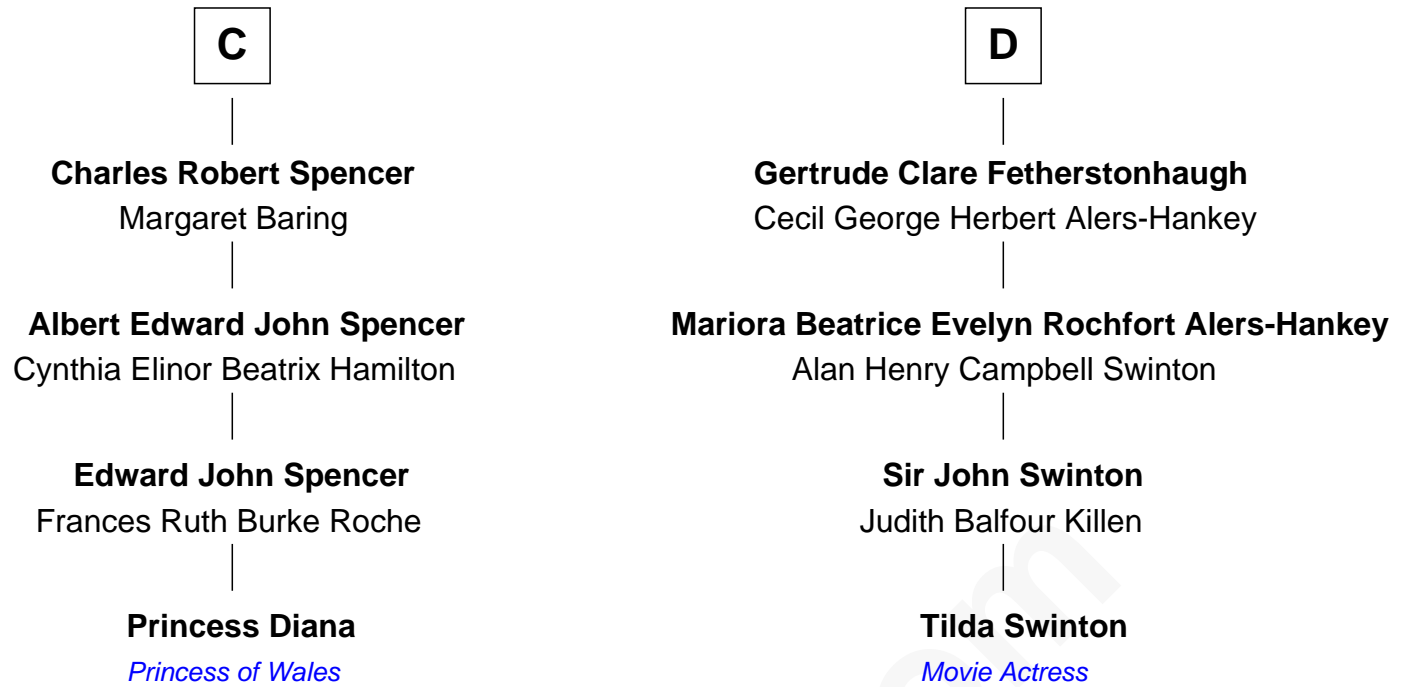 C
Charles Robert Spencer
Margaret Baring
Albert Edward John Spencer
Cynthia Elinor Beatrix Hamilton
Edward John Spencer
Frances Ruth Burke Roche
Princess Diana
Princess of Wales
D
Gertrude Clare Fetherstonhaugh
Cecil George Herbert Alers-Hankey
Mariora Beatrice Evelyn Rochfort Alers-Hankey
Alan Henry Campbell Swinton
Sir John Swinton
Judith Balfour Killen
Tilda Swinton
Movie Actress
om